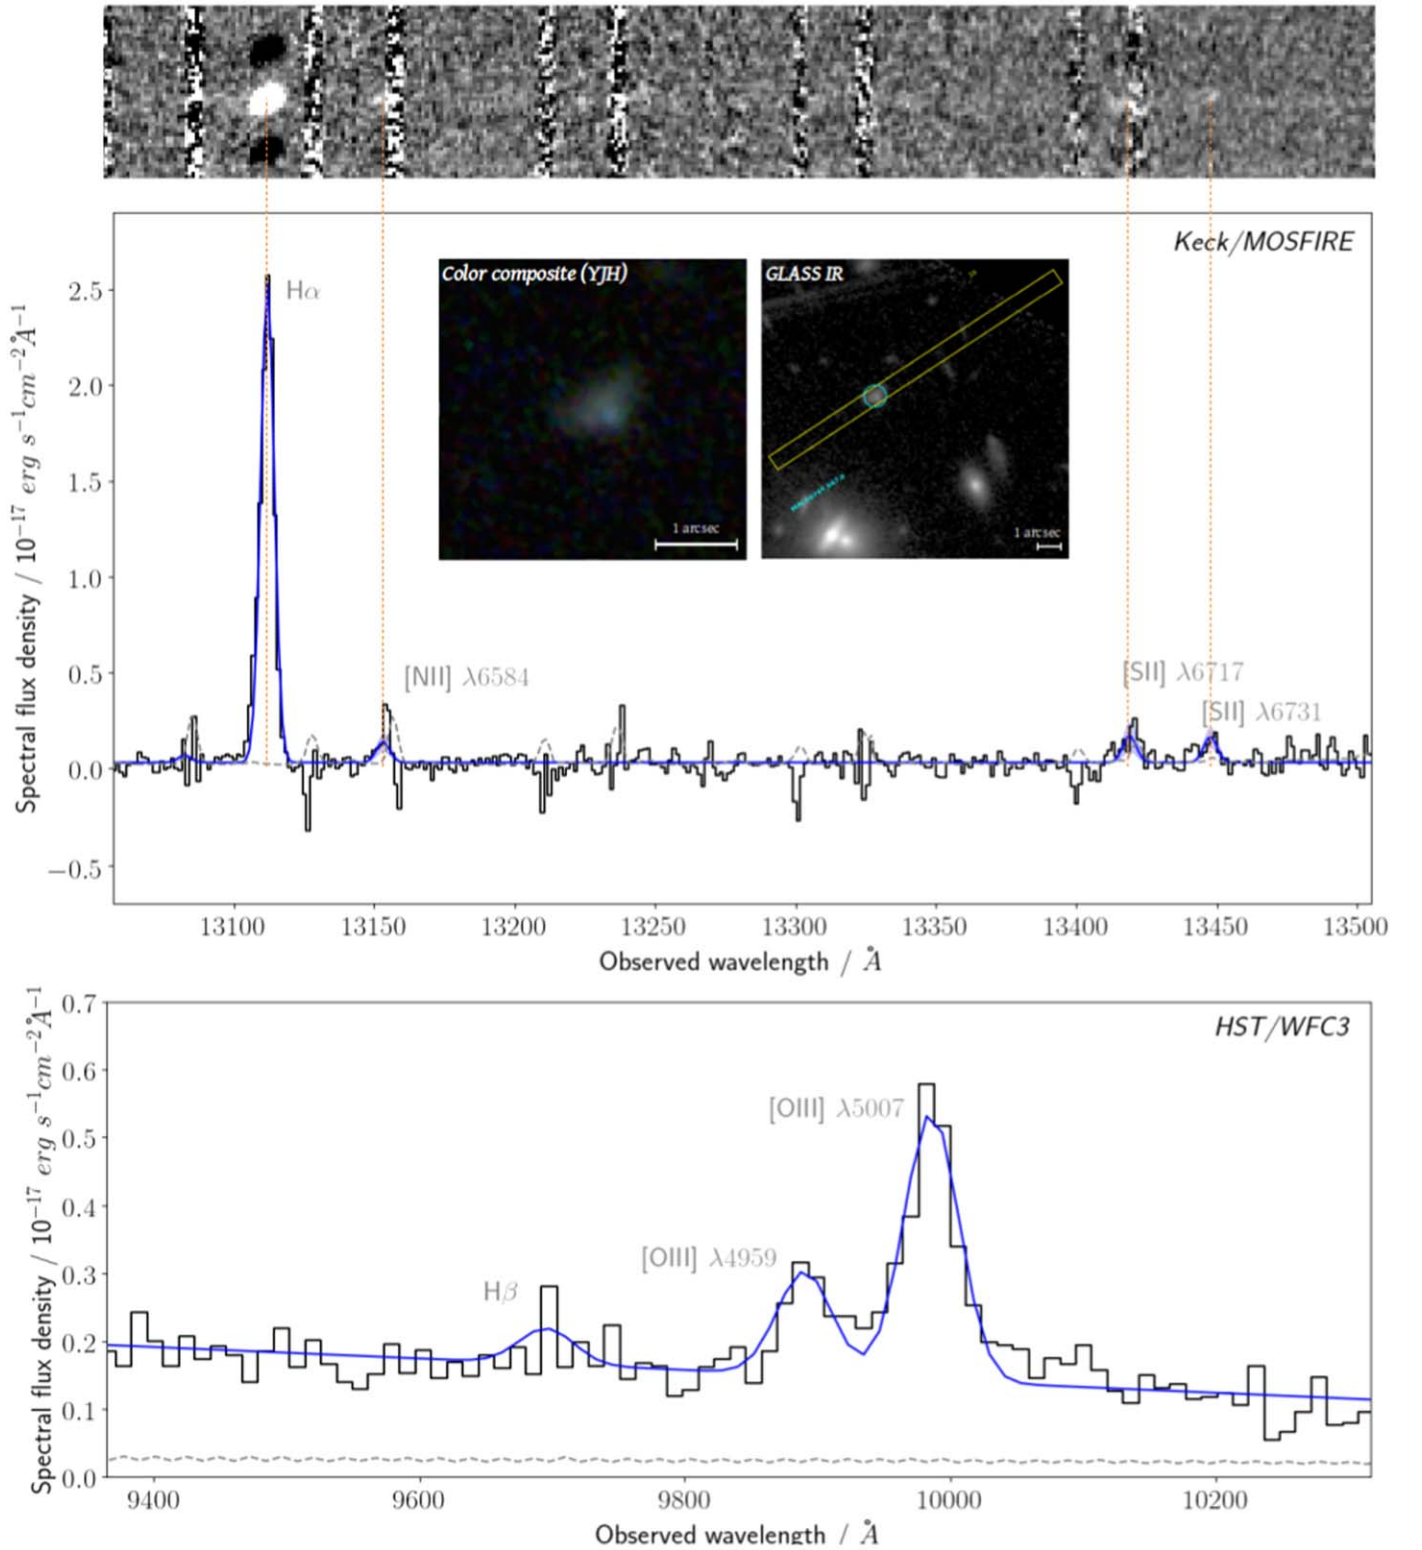 Keck/MOSFIRE
Color composite (YJH)
GLASS IR
1 arcsec
1 arcsec
Hα
[NII] λ6584
[SII] λ6717
[SII] λ6731
Spectral flux density / 10⁻¹⁷ erg s⁻¹cm⁻²Å⁻¹
2.5
2.0
1.5
1.0
0.5
0.0
−0.5
13100 13150 13200 13250 13300 13350 13400 13450 13500
Observed wavelength / Å
HST/WFC3
[OIII] λ5007
[OIII] λ4959
Hβ
Spectral flux density / 10⁻¹⁷ erg s⁻¹cm⁻²Å⁻¹
0.7
0.6
0.5
0.4
0.3
0.2
0.1
0.0
9400 9600 9800 10000 10200
Observed wavelength / Å